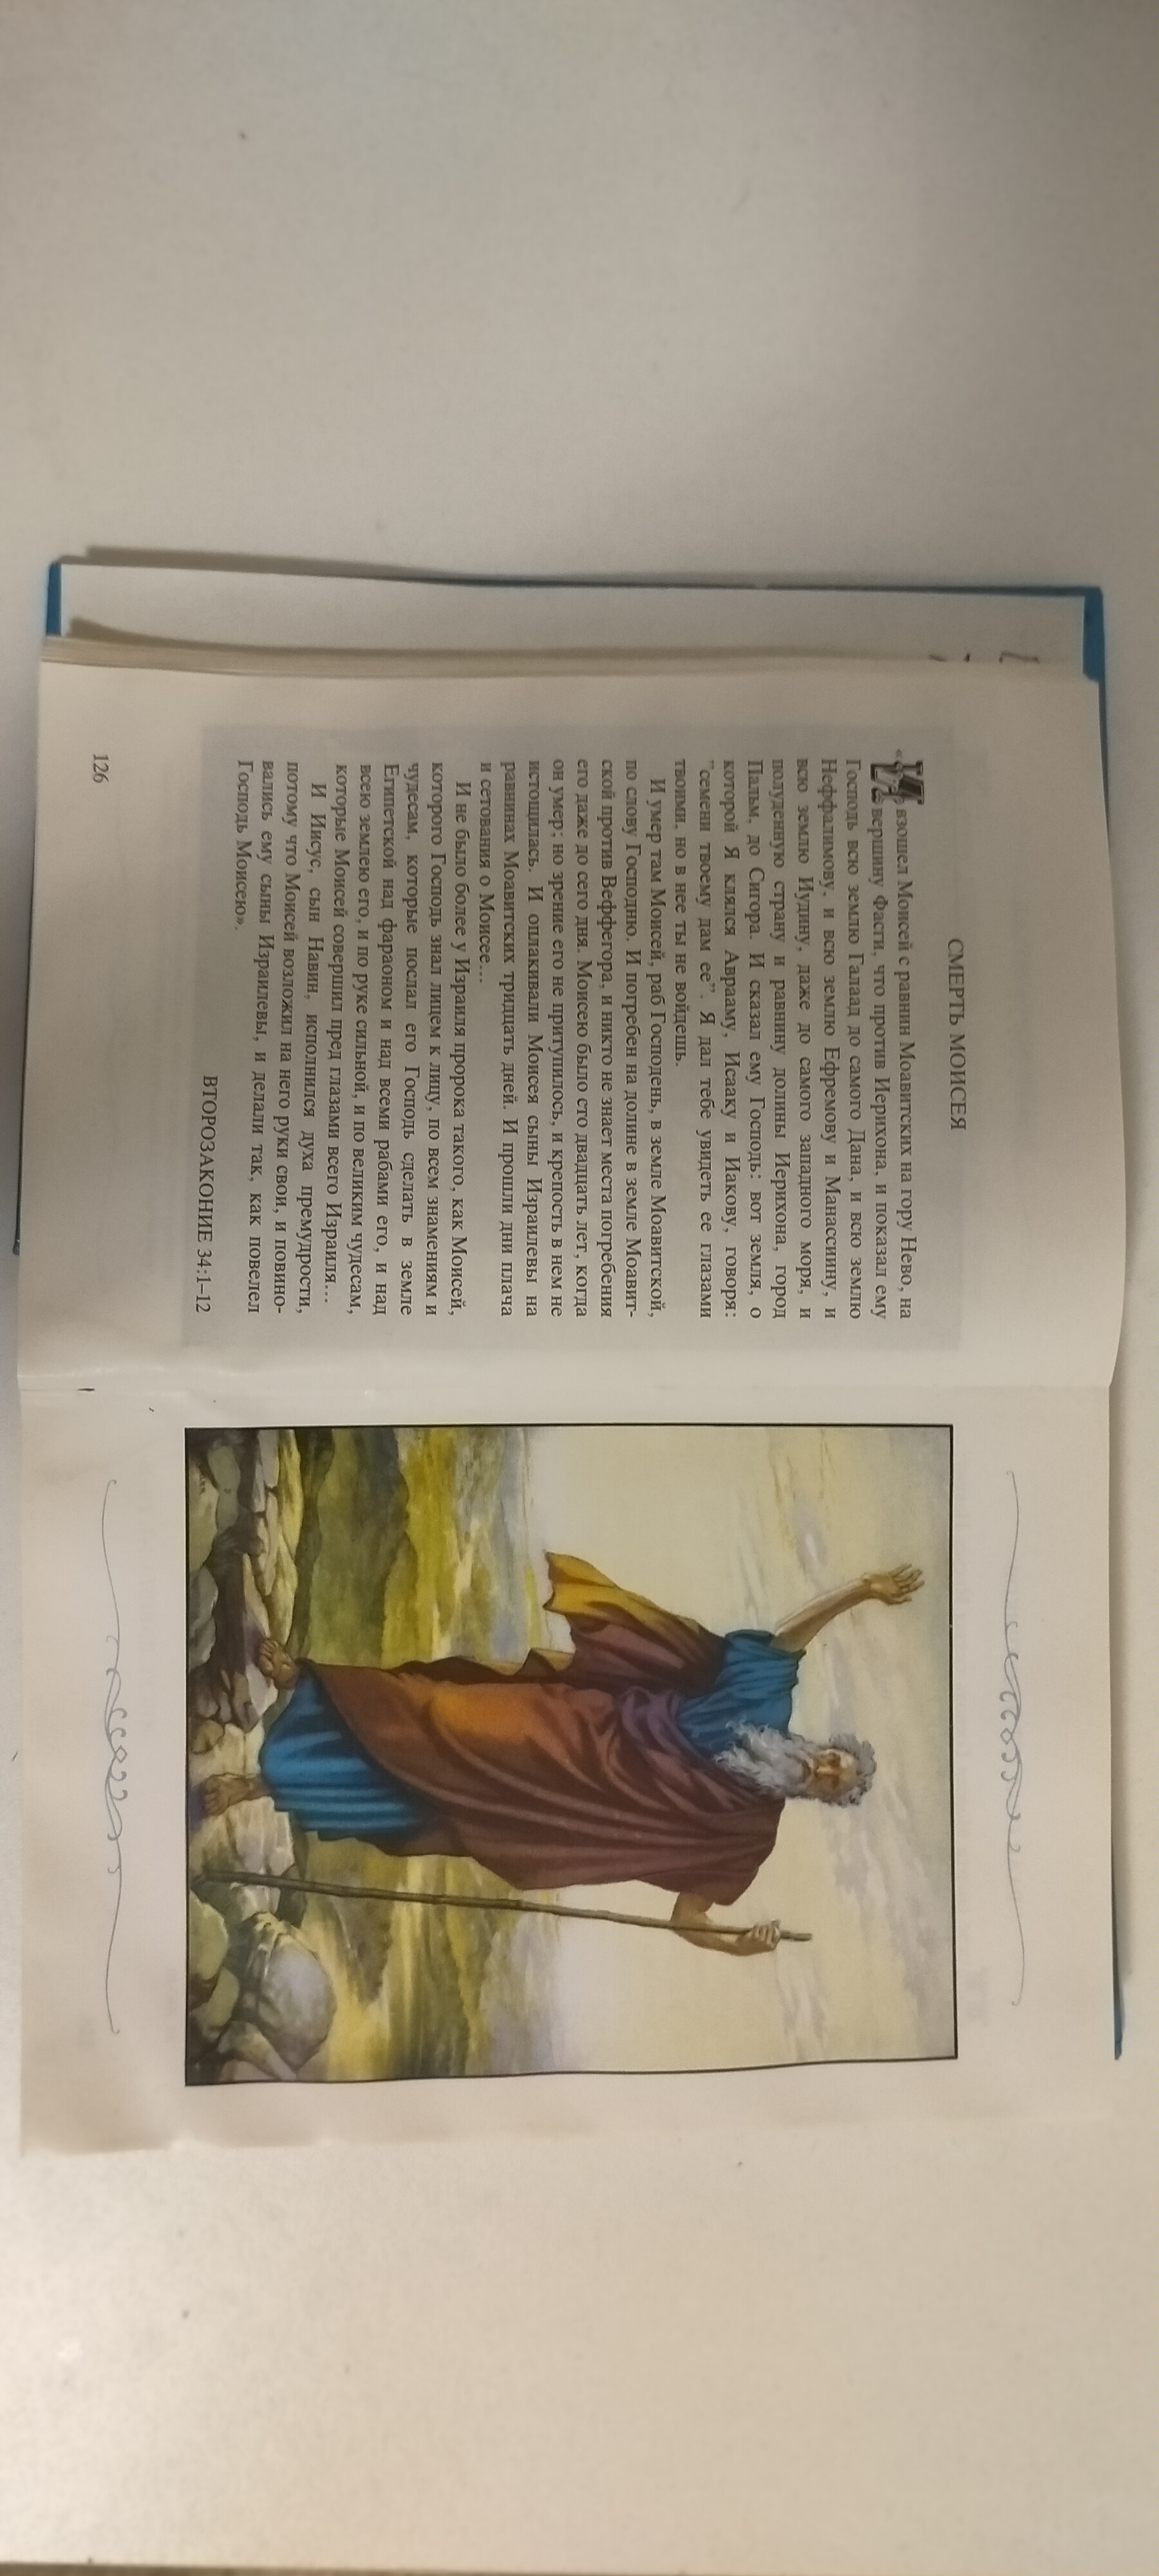 СМЕРТЬ МОИСЕЯ
«И взошел Моисей с равнин Моавитских на гору Нево, на
вершину Фасги, что против Иерихона, и показал ему
Господь всю землю Галаад до самого Дана, и всю землю
Неффалимову, и всю землю Ефремову и Манассиину, и
всю землю Иудину, даже до самого западного моря, и
полуденную страну и равнину долины Иерихона, город
Пальм, до Сигора. И сказал ему Господь: вот земля, о
которой Я клялся Аврааму, Исааку и Иакову, говоря:
"семени твоему дам ее". Я дал тебе увидеть ее глазами
твоими, но в нее ты не войдешь.
И умер там Моисей, раб Господень, в земле Моавитской,
по слову Господню. И погребен на долине в земле Моавит-
ской против Веффегора, и никто не знает места погребения
его даже до сего дня. Моисею было сто двадцать лет, когда
он умер; но зрение его не притупилось, и крепость в нем не
истощилась. И оплакивали Моисея сыны Израилевы на
равнинах Моавитских тридцать дней. И прошли дни плача
и сетования о Моисее...
И не было более у Израиля пророка такого, как Моисей,
которого Господь знал лицем к лицу, по всем знамениям и
чудесам, которые послал его Господь сделать в земле
Египетской над фараоном и над всеми рабами его, и над
всею землею его, и по руке сильной, и по великим чудесам,
которые Моисей совершил пред глазами всего Израиля...
И Иисус, сын Навин, исполнился духа премудрости,
потому что Моисей возложил на него руки свои, и повино-
вались ему сыны Израилевы, и делали так, как повелел
Господь Моисею».
ВТОРОЗАКОНИЕ 34:1–12
126